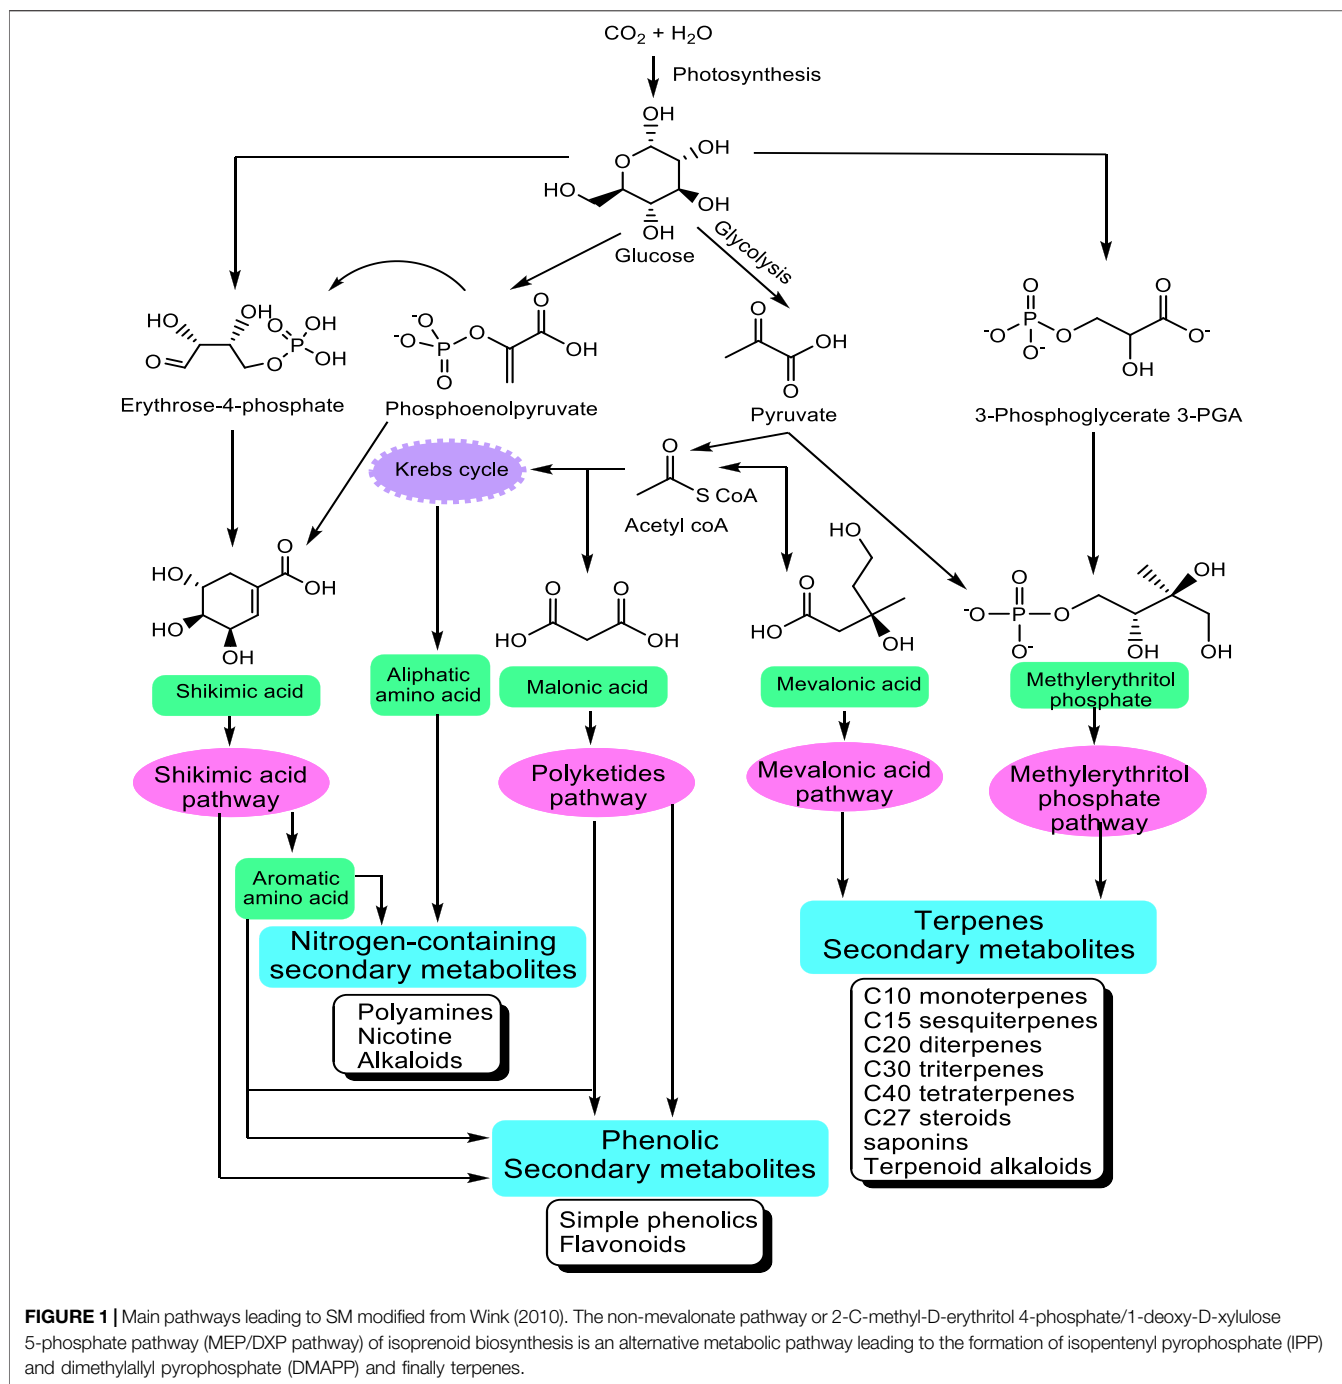 CO2 + H2O
Photosynthesis
OH
O
OH
HO
OH
OH
Glucose
Glycolysis
HO
OH
O
OH
P
OH
O
O
Erythrose-4-phosphate
-O
O
O
-O
P
OH
O
Phosphoenolpyruvate
O
OH
O
Pyruvate
O
O
-O
P
O
O-
O-
OH
3-Phosphoglycerate 3-PGA
Krebs cycle
O
S CoA
Acetyl coA
O
HO
OH
HO
OH
O
O
HO
OH
HO
O
HO
OH
O
-O
P
O
O-
OH
OH
HO
Shikimic acid
Aliphatic
amino acid
Malonic acid
Mevalonic acid
Methylerythritol
phosphate
Shikimic acid
pathway
Polyketides
pathway
Mevalonic acid
pathway
Methylerythritol
phosphate
pathway
Aromatic
amino acid
Nitrogen-containing
secondary metabolites
Polyamines
Nicotine
Alkaloids
Terpenes
Secondary metabolites
C10 monoterpenes
C15 sesquiterpenes
C20 diterpenes
C30 triterpenes
C40 tetraterpenes
C27 steroids
saponins
Terpenoid alkaloids
Phenolic
Secondary metabolites
Simple phenolics
Flavonoids
FIGURE 1 | Main pathways leading to SM modified from Wink (2010). The non-mevalonate pathway or 2-C-methyl-D-erythritol 4-phosphate/1-deoxy-D-xylulose
5-phosphate pathway (MEP/DXP pathway) of isoprenoid biosynthesis is an alternative metabolic pathway leading to the formation of isopentenyl pyrophosphate (IPP)
and dimethylallyl pyrophosphate (DMAPP) and finally terpenes.